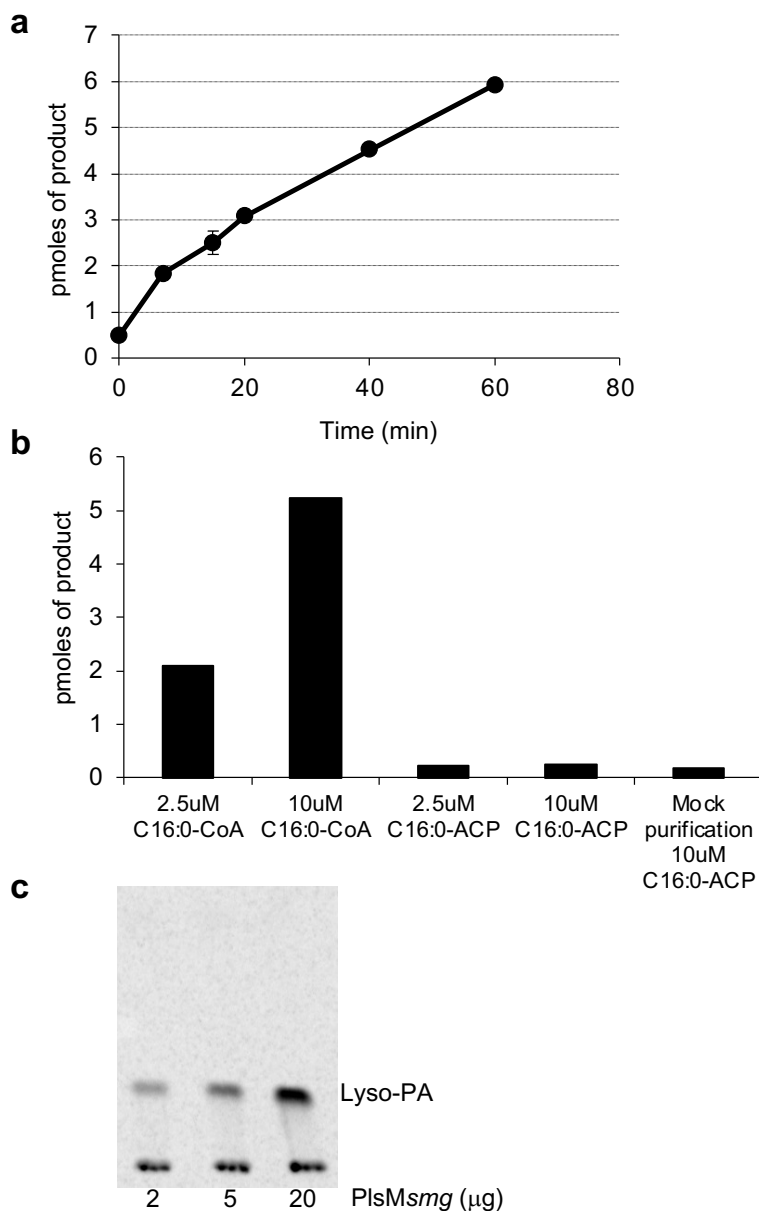 a
7
6
5
4
3
2
1
0
pmoles of product
0 20 40 60 80
Time (min)
b
6
5
4
3
2
1
0
pmoles of product
2.5uM C16:0-CoA
10uM C16:0-CoA
2.5uM C16:0-ACP
10uM C16:0-ACP
Mock purification 10uM C16:0-ACP
c
Lyso-PA
2 5 20 PlsMsmg (μg)